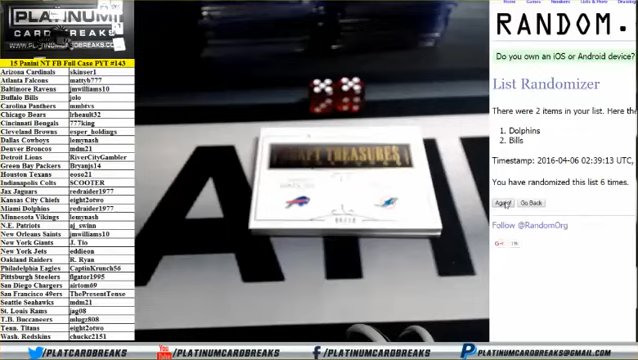 PLATINUM
CARD BREAKS
WWW.PLATINUMCARDBREAKS.COM
15 Panini NT FB Full Case PYT #143
Arizona Cardinals skinser1
Atlanta Falcons mattyb777
Baltimore Ravens jmwilliams10
Buffalo Bills jolo
Carolina Panthers mmbtvs
Chicago Bears lrheault32
Cincinnati Bengals 777king
Cleveland Browns esper_holdings
Dallas Cowboys lemynash
Denver Broncos mdm21
Detroit Lions RiverCityGambler
Green Bay Packers Bryanjs14
Houston Texans eoso21
Indianapolis Colts SCOOTER
Jax Jaguars redraider1977
Kansas City Chiefs eight2otwo
Miami Dolphins redraider1977
Minnesota Vikings lemynash
N.E. Patriots aj_swinn
New Orleans Saints jmwilliams10
New York Giants J. Tio
New York Jets eddieon
Oakland Raiders R. Ryan
Philadelphia Eagles CaptinKrunch56
Pittsburgh Steelers flgator1995
San Diego Chargers airtom69
San Francisco 49ers ThePresentTense
Seattle Seahawks mdm21
St. Louis Rams jag08
T.B. Buccaneers mlugr808
Tenn. Titans eight2otwo
Wash. Redskins chuckc2151
TREASURES
RANDOM.
Do you own an iOS or Android device?
List Randomizer
There were 2 items in your list. Here th
1. Dolphins
2. Bills
Timestamp: 2016-04-06 02:39:13 UTC,
You have randomized this list 6 times.
Again! Go Back
Follow @RandomOrg
@PLATCARDBREAKS
/PLATINUMCARDBREAKS
/PLATINUMCARDBREAKS
PLATINUMCARDBREAKS@GMAIL.COM